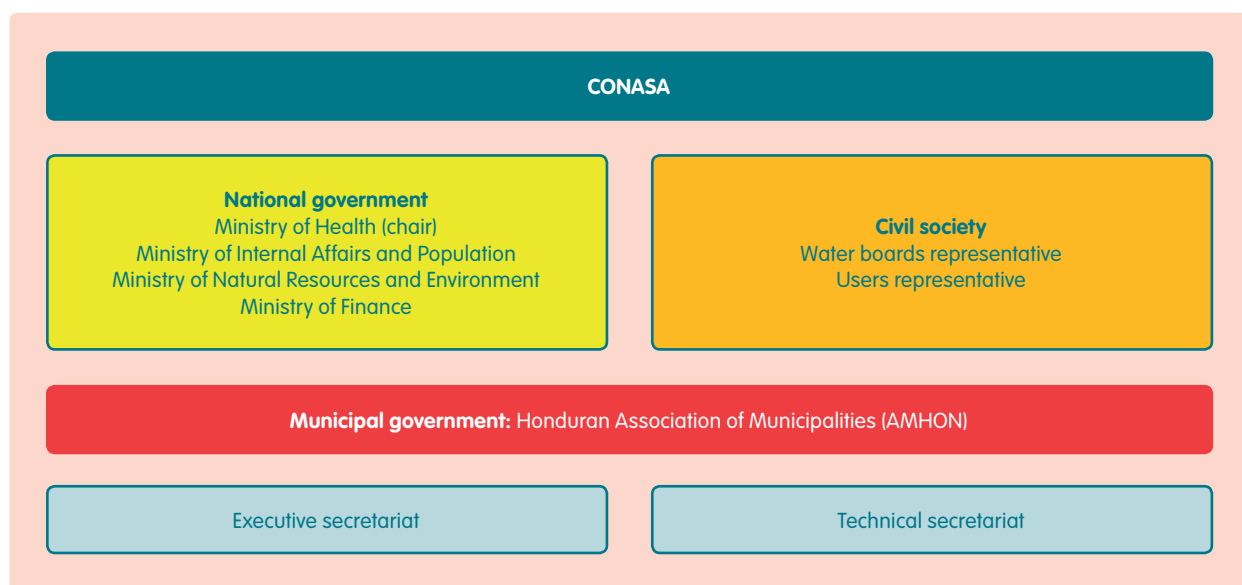 CONASA
National government
Ministry of Health (chair)
Ministry of Internal Affairs and Population
Ministry of Natural Resources and Environment
Ministry of Finance
Civil society
Water boards representative
Users representative
Municipal government: Honduran Association of Municipalities (AMHON)
Executive secretariat
Technical secretariat